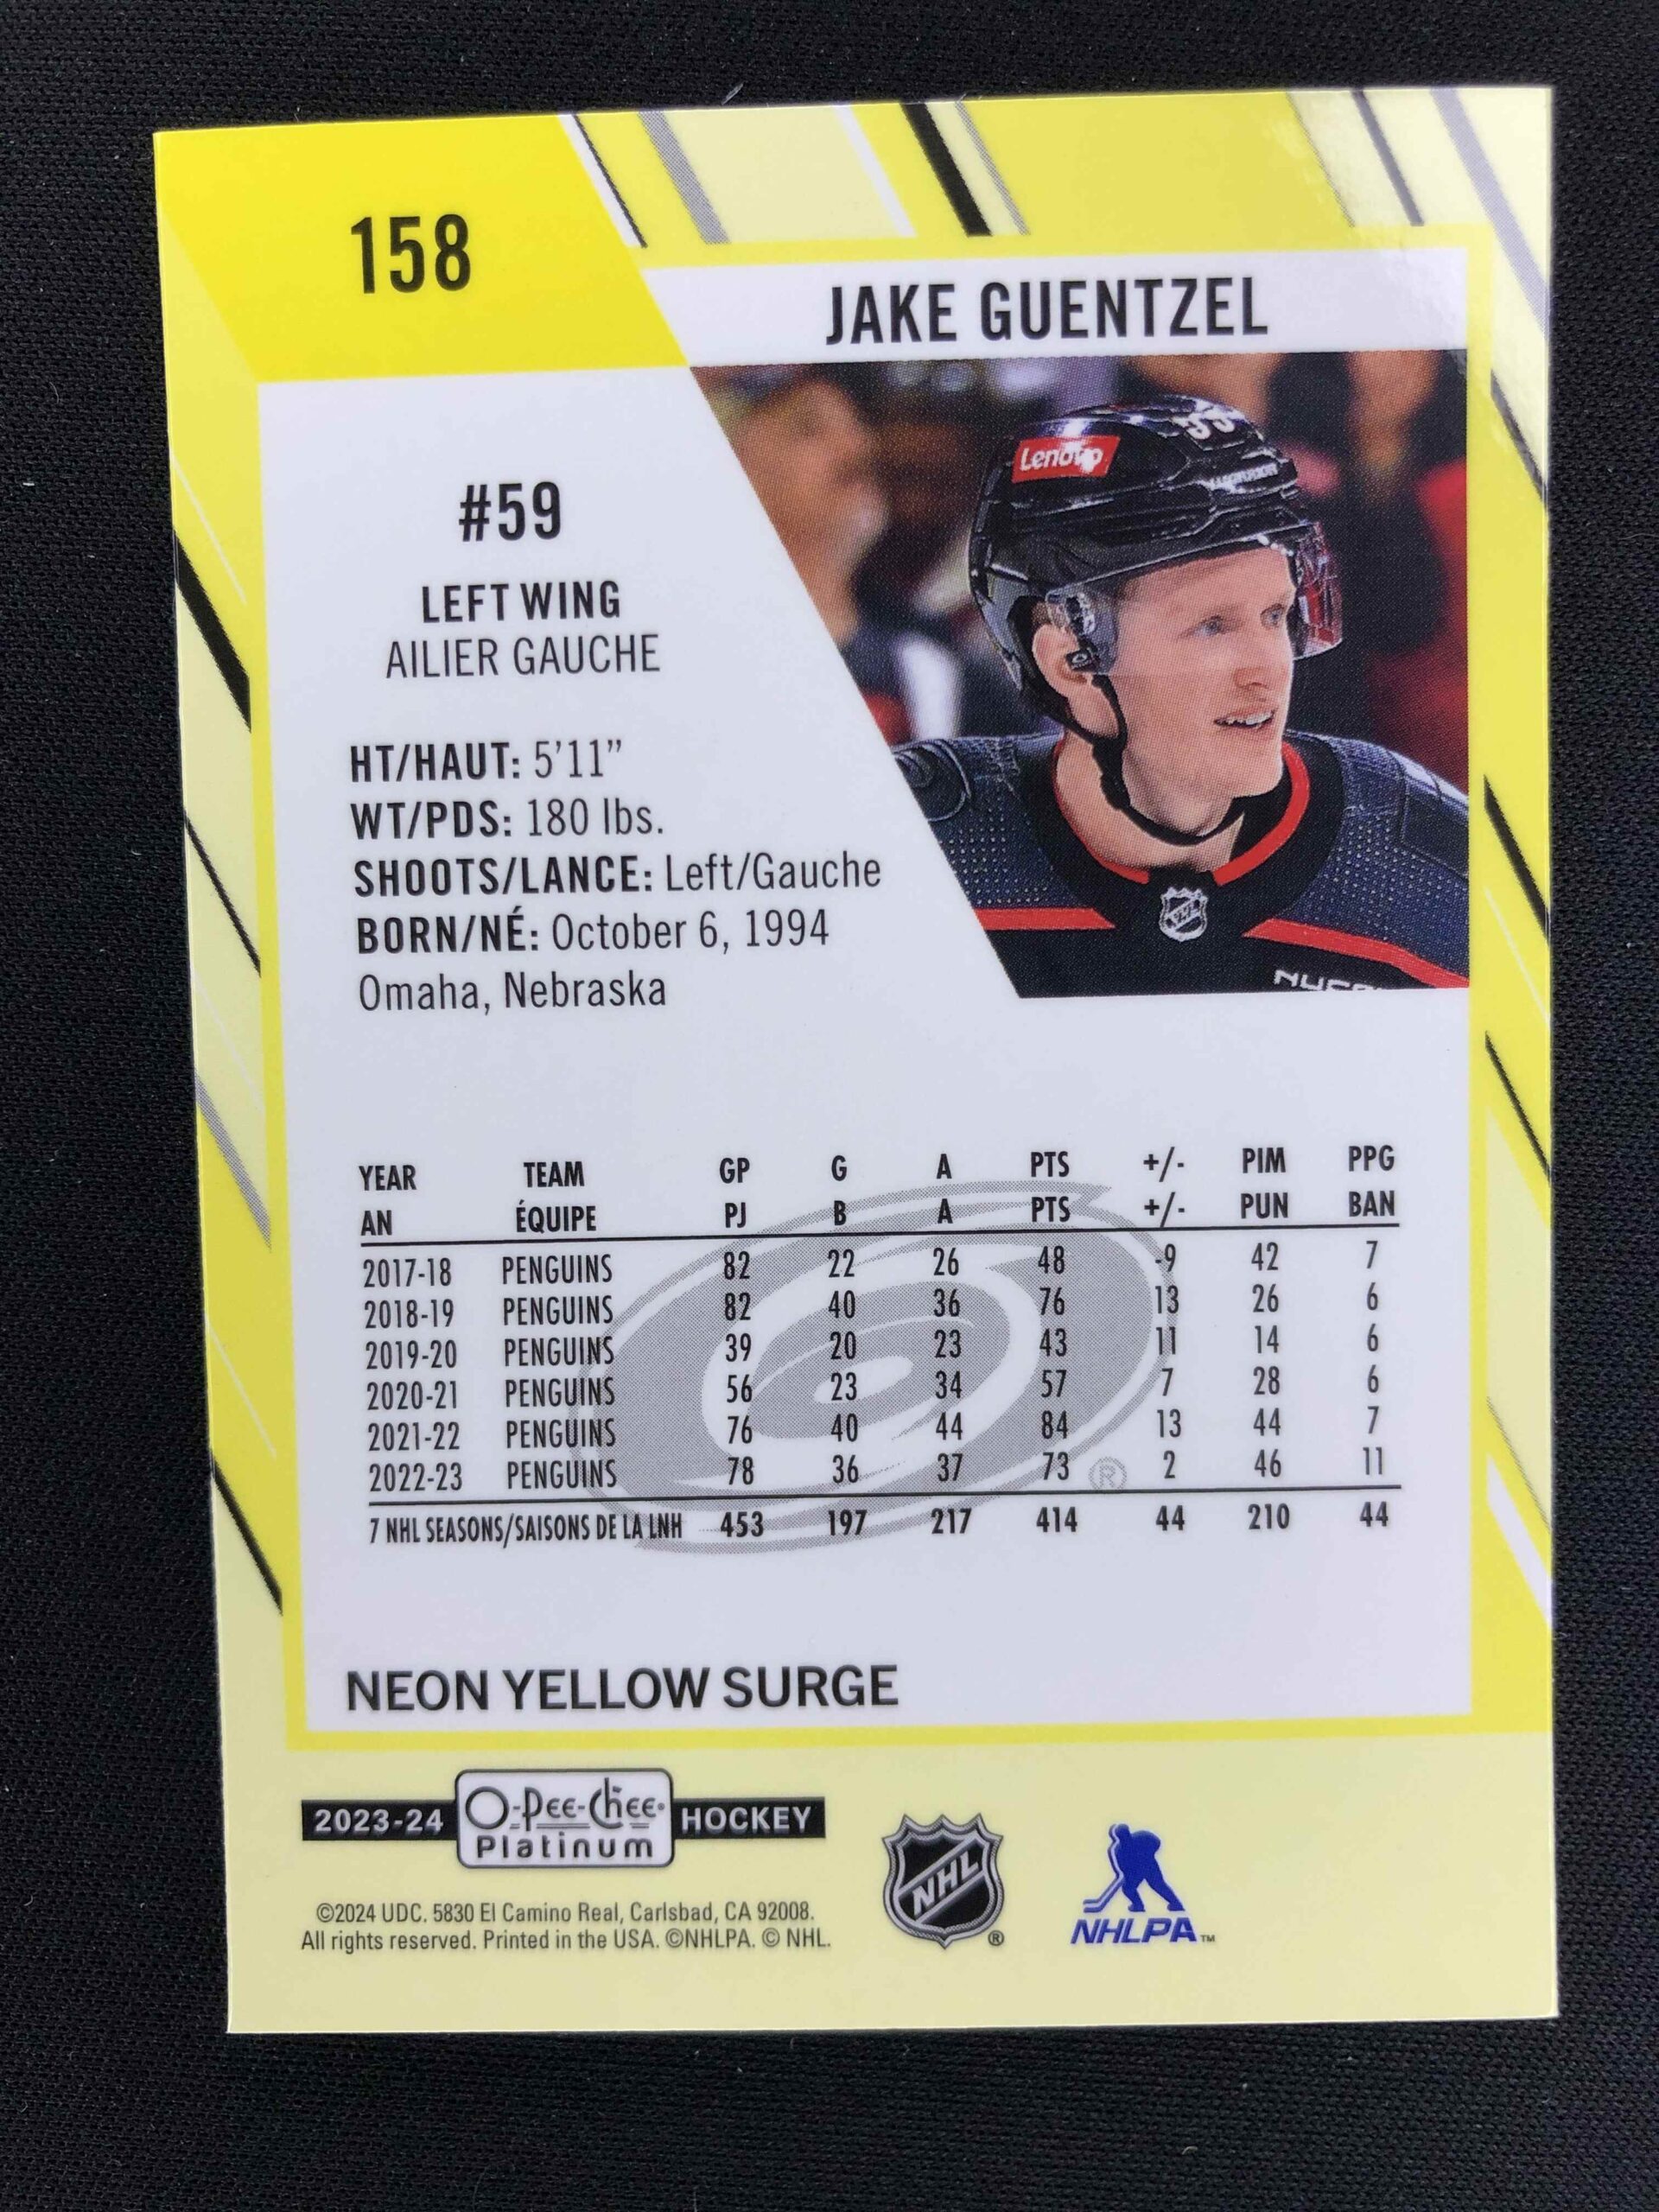 158
JAKE GUENTZEL
Lenovo
#59
LEFT WING
AILIER GAUCHE
HT/HAUT: 5'11"
WT/PDS: 180 lbs.
SHOOTS/LANCE: Left/Gauche
BORN/NÉ: October 6, 1994
Omaha, Nebraska
NHL
YEAR TEAM GP G A PTS +/- PIM PPG
AN ÉQUIPE PJ B A PTS +/- PUN BAN
2017-18 PENGUINS 82 22 26 48 -9 42 7
2018-19 PENGUINS 82 40 36 76 13 26 6
2019-20 PENGUINS 39 20 23 43 11 14 6
2020-21 PENGUINS 56 23 34 57 7 28 6
2021-22 PENGUINS 76 40 44 84 13 44 7
2022-23 PENGUINS 78 36 37 73 ® 2 46 11
7 NHL SEASONS/SAISONS DE LA LNH 453 197 217 414 44 210 44
NEON YELLOW SURGE
2023-24 O-Pee-Chee® Platinum HOCKEY
©2024 UDC. 5830 El Camino Real, Carlsbad, CA 92008.
All rights reserved. Printed in the USA. ©NHLPA. © NHL.
NHL®
NHLPA™